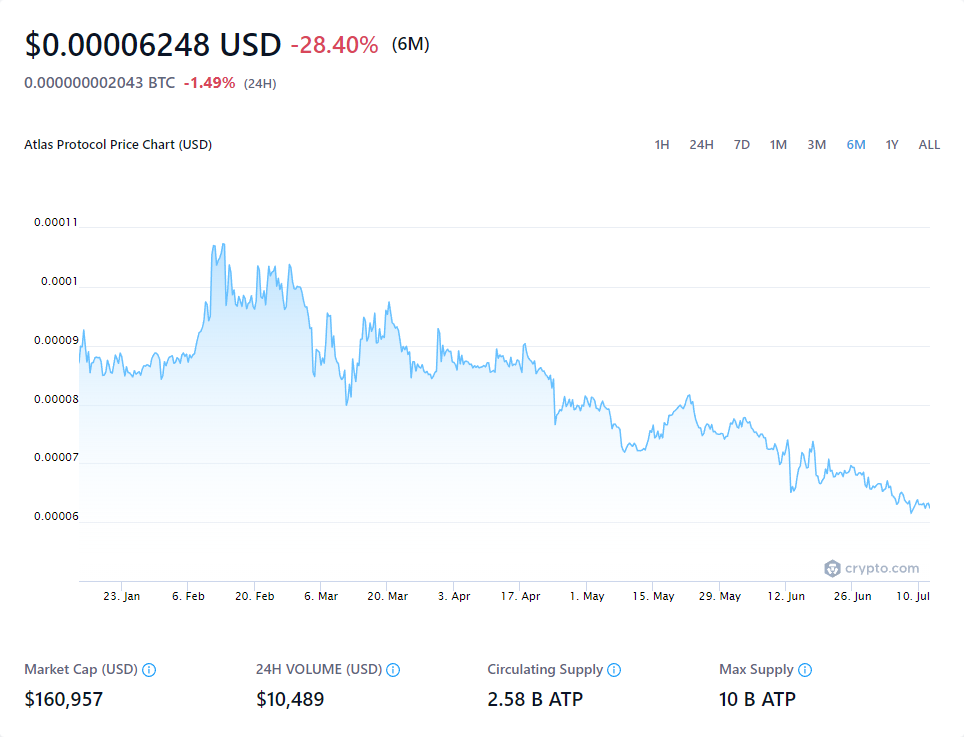 $0.00006248 USD -28.40% (6M)
0.000000002043 BTC -1.49% (24H)
Atlas Protocol Price Chart (USD)
1H 24H 7D 1M 3M 6M 1Y ALL
0.00011
0.0001
0.00009
0.00008
0.00007
0.00006
crypto.com
23. Jan 6. Feb 20. Feb 6. Mar 20. Mar 3. Apr 17. Apr 1. May 15. May 29. May 12. Jun 26. Jun 10. Jul
Market Cap (USD) 24H VOLUME (USD) Circulating Supply Max Supply
$160,957 $10,489 2.58 B ATP 10 B ATP